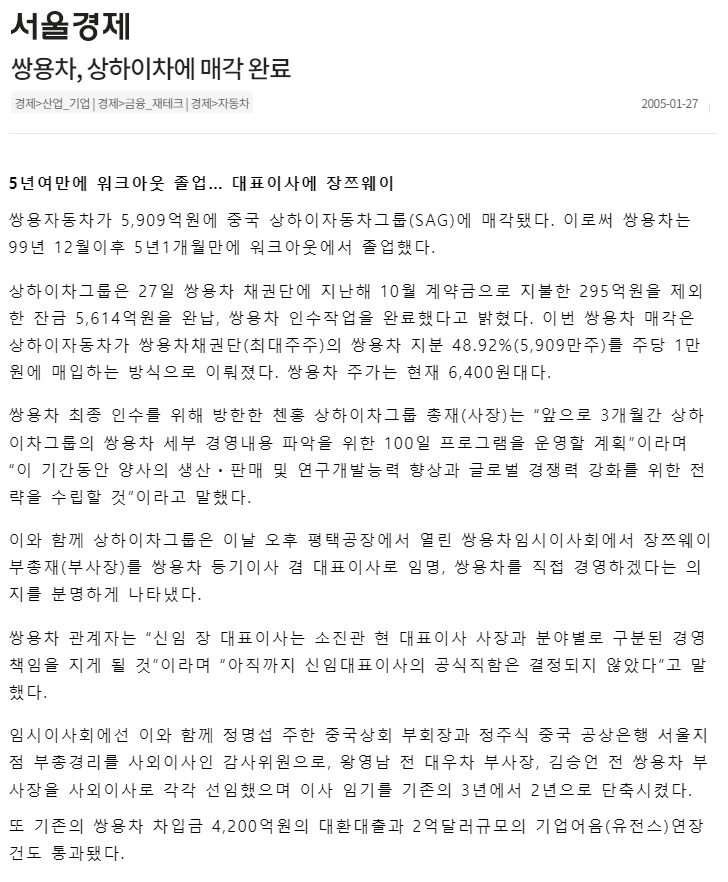 서울경제
쌍용차, 상하이차에 매각 완료
경제>산업_기업 | 경제>금융_재테크 | 경제>자동차
2005-01-27
5년여만에 워크아웃 졸업... 대표이사에 장쯔웨이
쌍용자동차가 5,909억원에 중국 상하이자동차그룹(SAG)에 매각됐다. 이로써 쌍용차는
99년 12월이후 5년1개월만에 워크아웃에서 졸업했다.
상하이차그룹은 27일 쌍용차 채권단에 지난해 10월 계약금으로 지불한 295억원을 제외
한 잔금 5,614억원을 완납, 쌍용차 인수작업을 완료했다고 밝혔다. 이번 쌍용차 매각은
상하이자동차가 쌍용차채권단(최대주주)의 쌍용차 지분 48.92%(5,909만주)를 주당 1만
원에 매입하는 방식으로 이뤄졌다. 쌍용차 주가는 현재 6,400원대다.
쌍용차 최종 인수를 위해 방한한 첸홍 상하이차그룹 총재(사장)는 “앞으로 3개월간 상하
이차그룹의 쌍용차 세부 경영내용 파악을 위한 100일 프로그램을 운영할 계획”이라며
“이 기간동안 양사의 생산·판매 및 연구개발능력 향상과 글로벌 경쟁력 강화를 위한 전
략을 수립할 것”이라고 말했다.
이와 함께 상하이차그룹은 이날 오후 평택공장에서 열린 쌍용차임시이사회에서 장쯔웨이
부총재(부사장)를 쌍용차 등기이사 겸 대표이사로 임명, 쌍용차를 직접 경영하겠다는 의
지를 분명하게 나타냈다.
쌍용차 관계자는 “신임 장 대표이사는 소진관 현 대표이사 사장과 분야별로 구분된 경영
책임을 지게 될 것”이라며 “아직까지 신임대표이사의 공식직함은 결정되지 않았다”고 말
했다.
임시이사회에선 이와 함께 정명섭 주한 중국상회 부회장과 정주식 중국 공상은행 서울지
점 부총경리를 사외이사인 감사위원으로, 왕영남 전 대우차 부사장, 김승언 전 쌍용차 부
사장을 사외이사로 각각 선임했으며 이사 임기를 기존의 3년에서 2년으로 단축시켰다.
또 기존의 쌍용차 차입금 4,200억원의 대환대출과 2억달러규모의 기업어음(유전스)연장
건도 통과됐다.